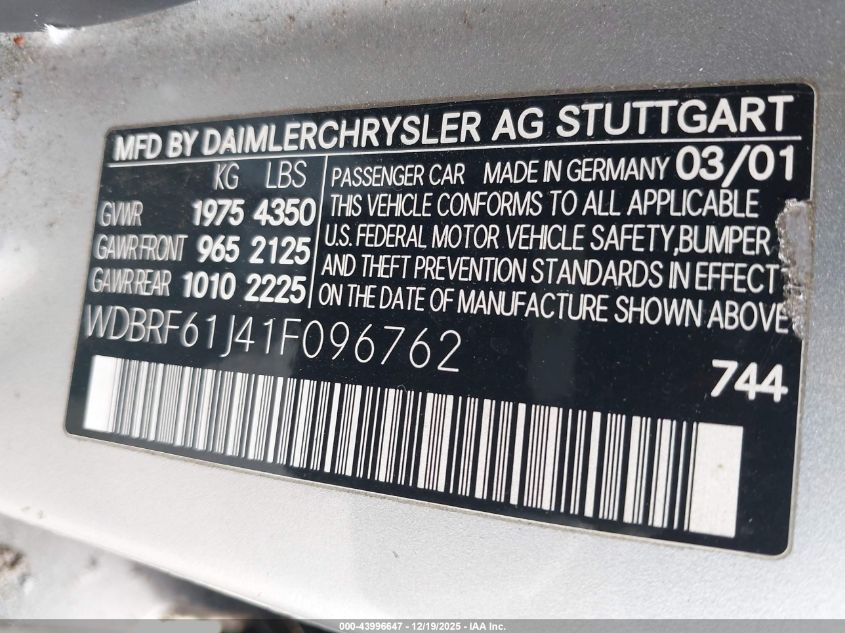 MFD BY DAIMLERCHRYSLER AG STUTTGART
KG LBS
GVWR 1975 4350
GAWR FRONT 965 2125
GAWR REAR 1010 2225
PASSENGER CAR MADE IN GERMANY 03/01
THIS VEHICLE CONFORMS TO ALL APPLICABLE
U.S. FEDERAL MOTOR VEHICLE SAFETY, BUMPER
AND THEFT PREVENTION STANDARDS IN EFFECT
ON THE DATE OF MANUFACTURE SHOWN ABOVE
WDBRF61J41F096762
744
000-43996647 - 12/19/2025 - IAA Inc.